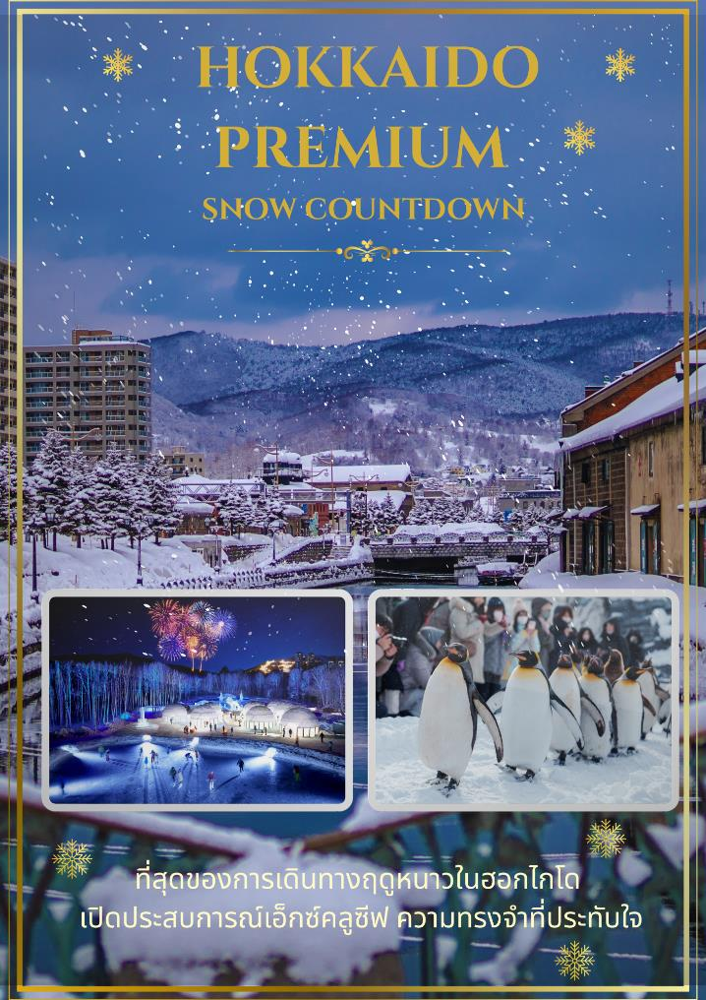 HOKKAIDO
PREMIUM
SNOW COUNTDOWN
ที่สุดของการเดินทางฤดูหนาวในฮอกไกโด
เปิดประสบการณ์เอ็กซ์คลูซีฟ ความทรงจำที่ประทับใจ